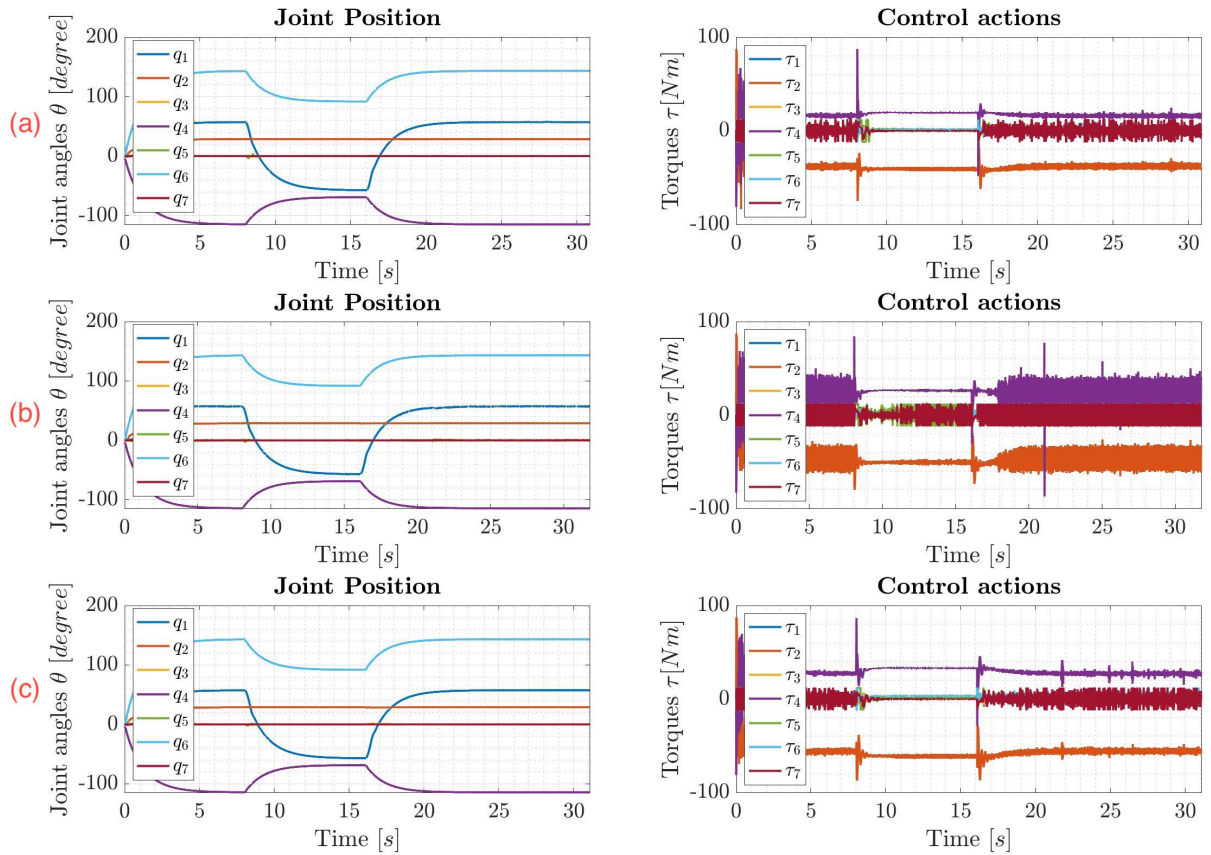 Joint Position
Control actions
(a)
Joint angles θ [degree]
200
100
0
-100
q1
q2
q3
q4
q5
q6
q7
0 5 10 15 20 25 30
Time [s]
Torques τ[Nm]
100
0
-100
τ1
τ2
τ3
τ4
τ5
τ6
τ7
0 5 10 15 20 25 30
Time [s]
Joint Position
Control actions
(b)
Joint angles θ [degree]
200
100
0
-100
q1
q2
q3
q4
q5
q6
q7
0 5 10 15 20 25 30
Time [s]
Torques τ[Nm]
100
0
-100
τ1
τ2
τ3
τ4
τ5
τ6
τ7
0 5 10 15 20 25 30
Time [s]
Joint Position
Control actions
(c)
Joint angles θ [degree]
200
100
0
-100
q1
q2
q3
q4
q5
q6
q7
0 5 10 15 20 25 30
Time [s]
Torques τ[Nm]
100
0
-100
τ1
τ2
τ3
τ4
τ5
τ6
τ7
0 5 10 15 20 25 30
Time [s]